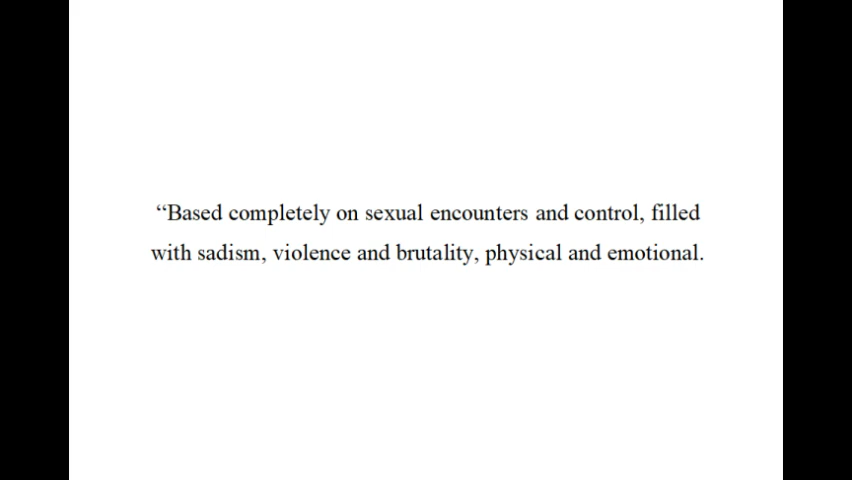 “Based completely on sexual encounters and control, filled
with sadism, violence and brutality, physical and emotional.